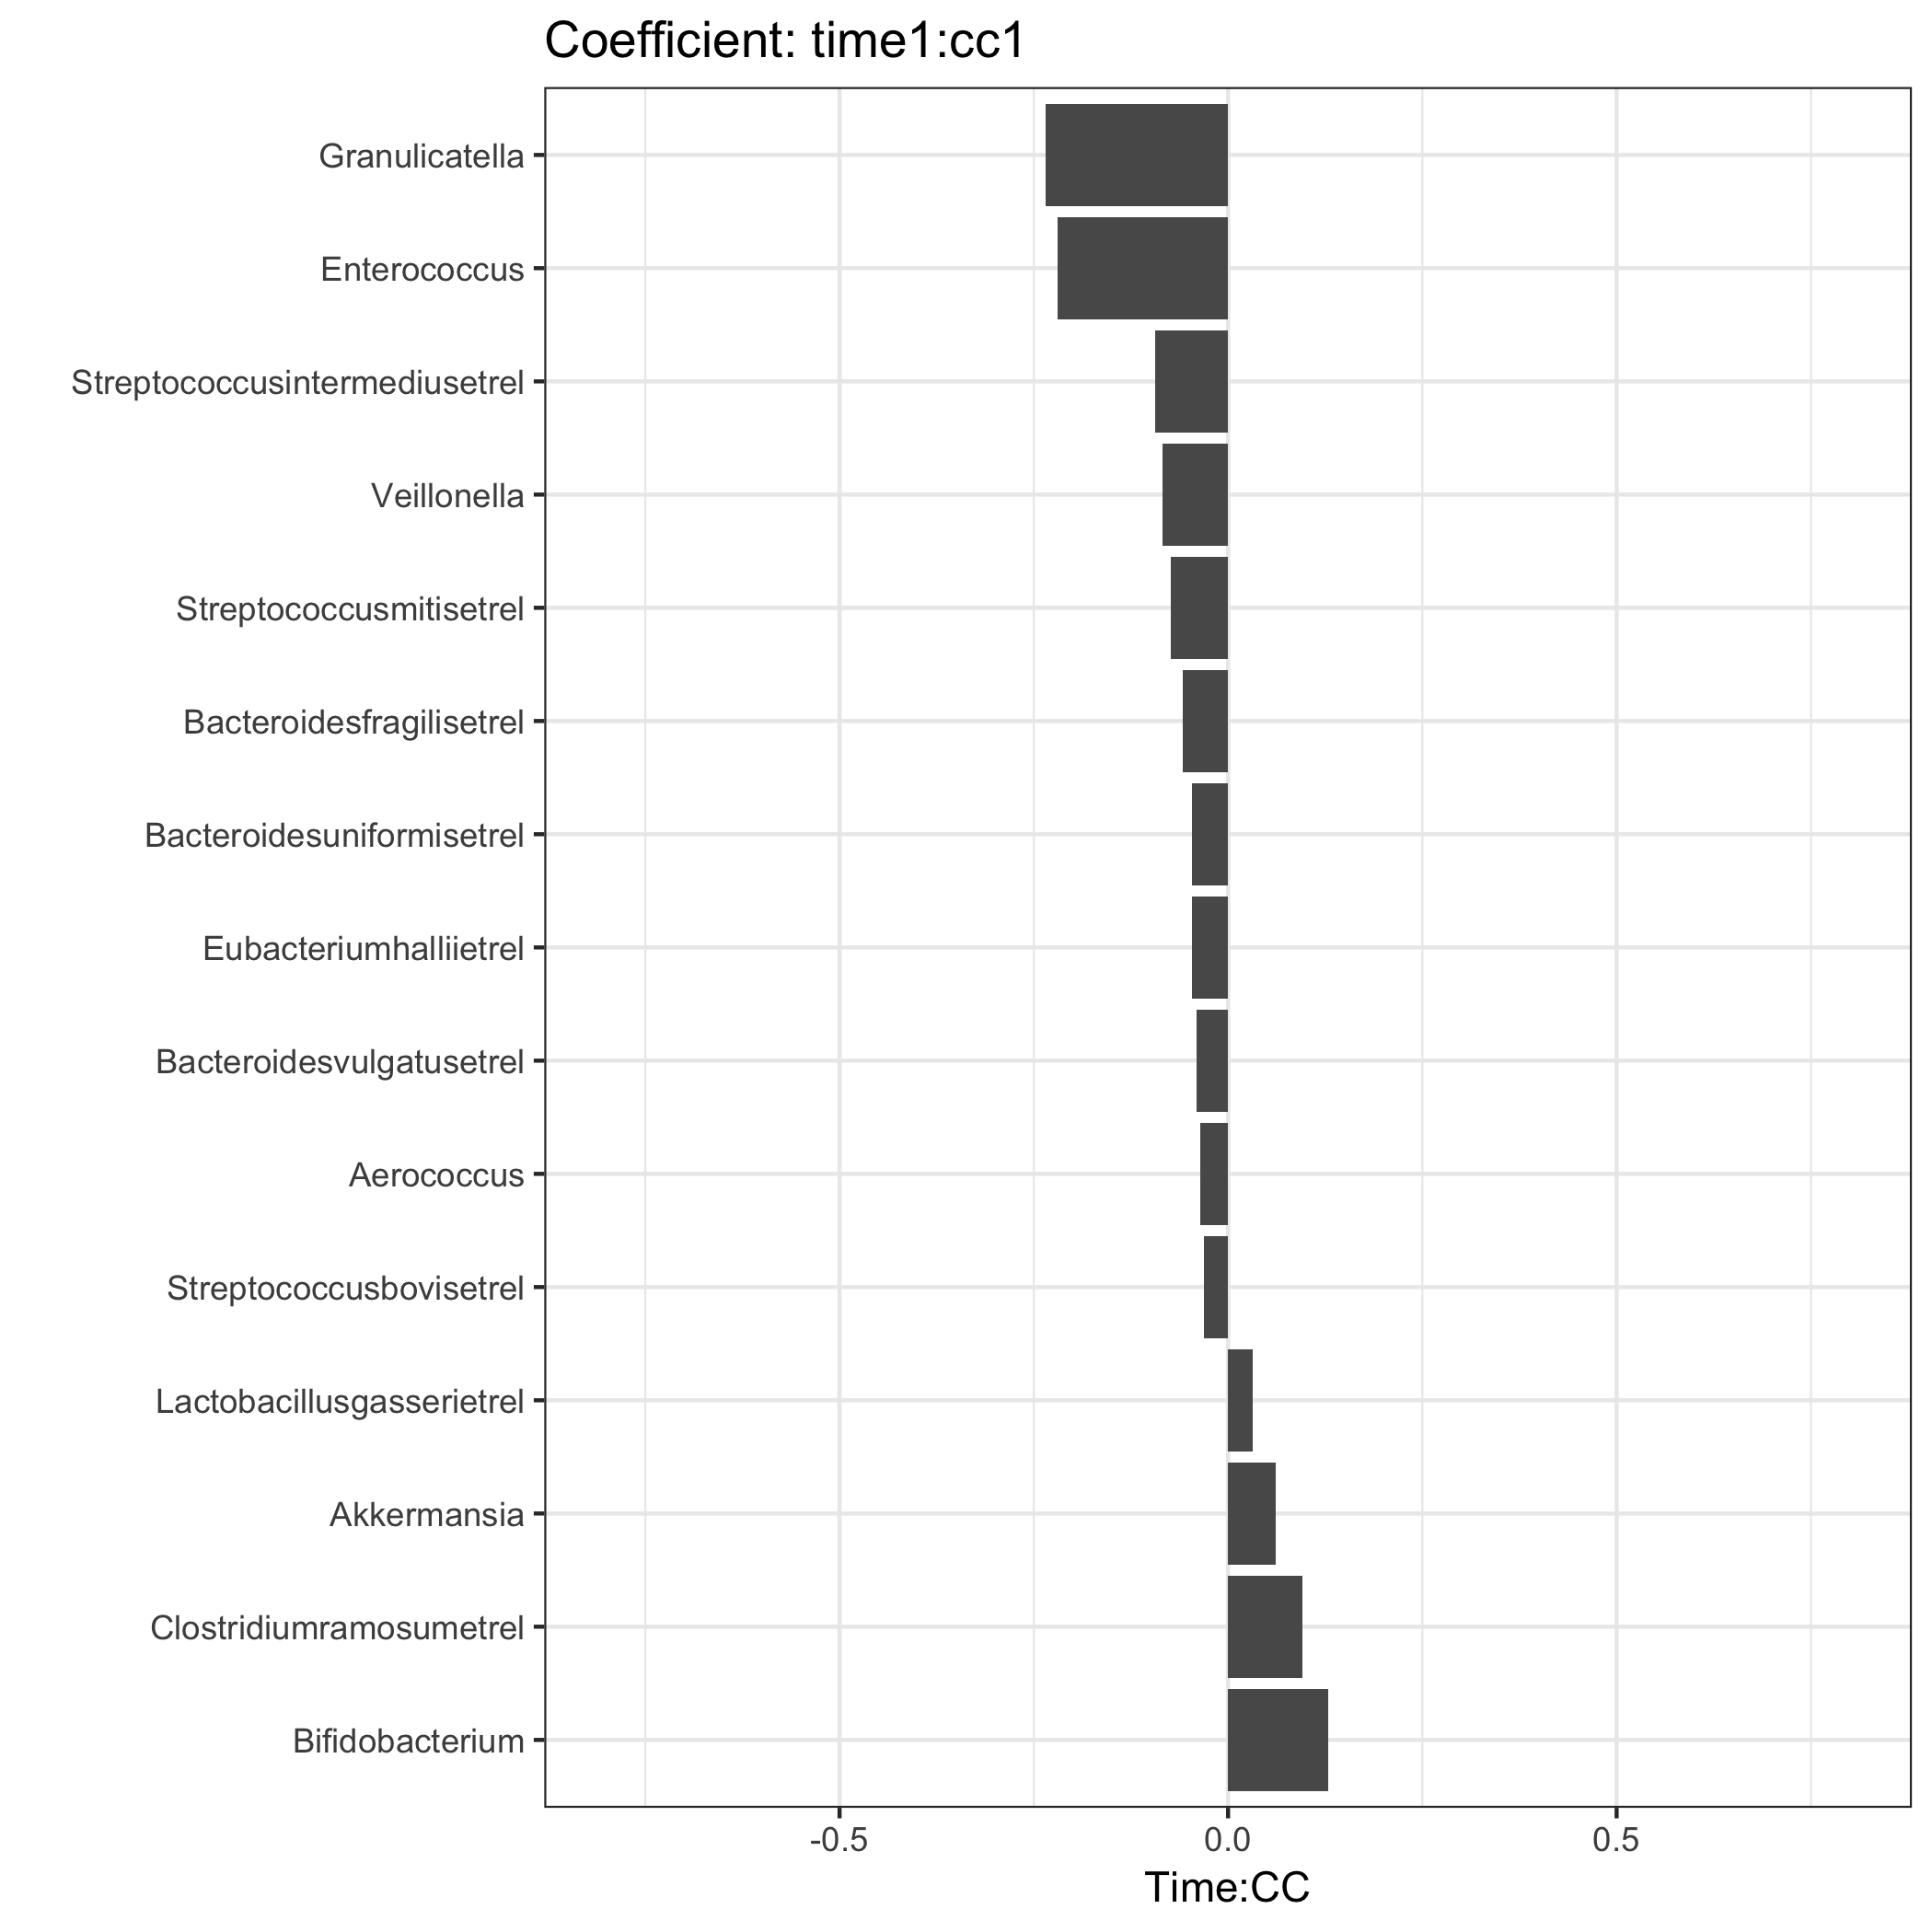 Coefficient: time1:cc1
Granulicatella
Enterococcus
Streptococcusintermediusetrel
Veillonella
Streptococcusmitisetrel
Bacteroidesfragilisetrel
Bacteroidesuniformisetrel
Eubacteriumhalliietrel
Bacteroidesvulgatusetrel
Aerococcus
Streptococcusbovisetrel
Lactobacillusgasserietrel
Akkermansia
Clostridiumramosumetrel
Bifidobacterium
-0.5 0.0 0.5
Time:CC